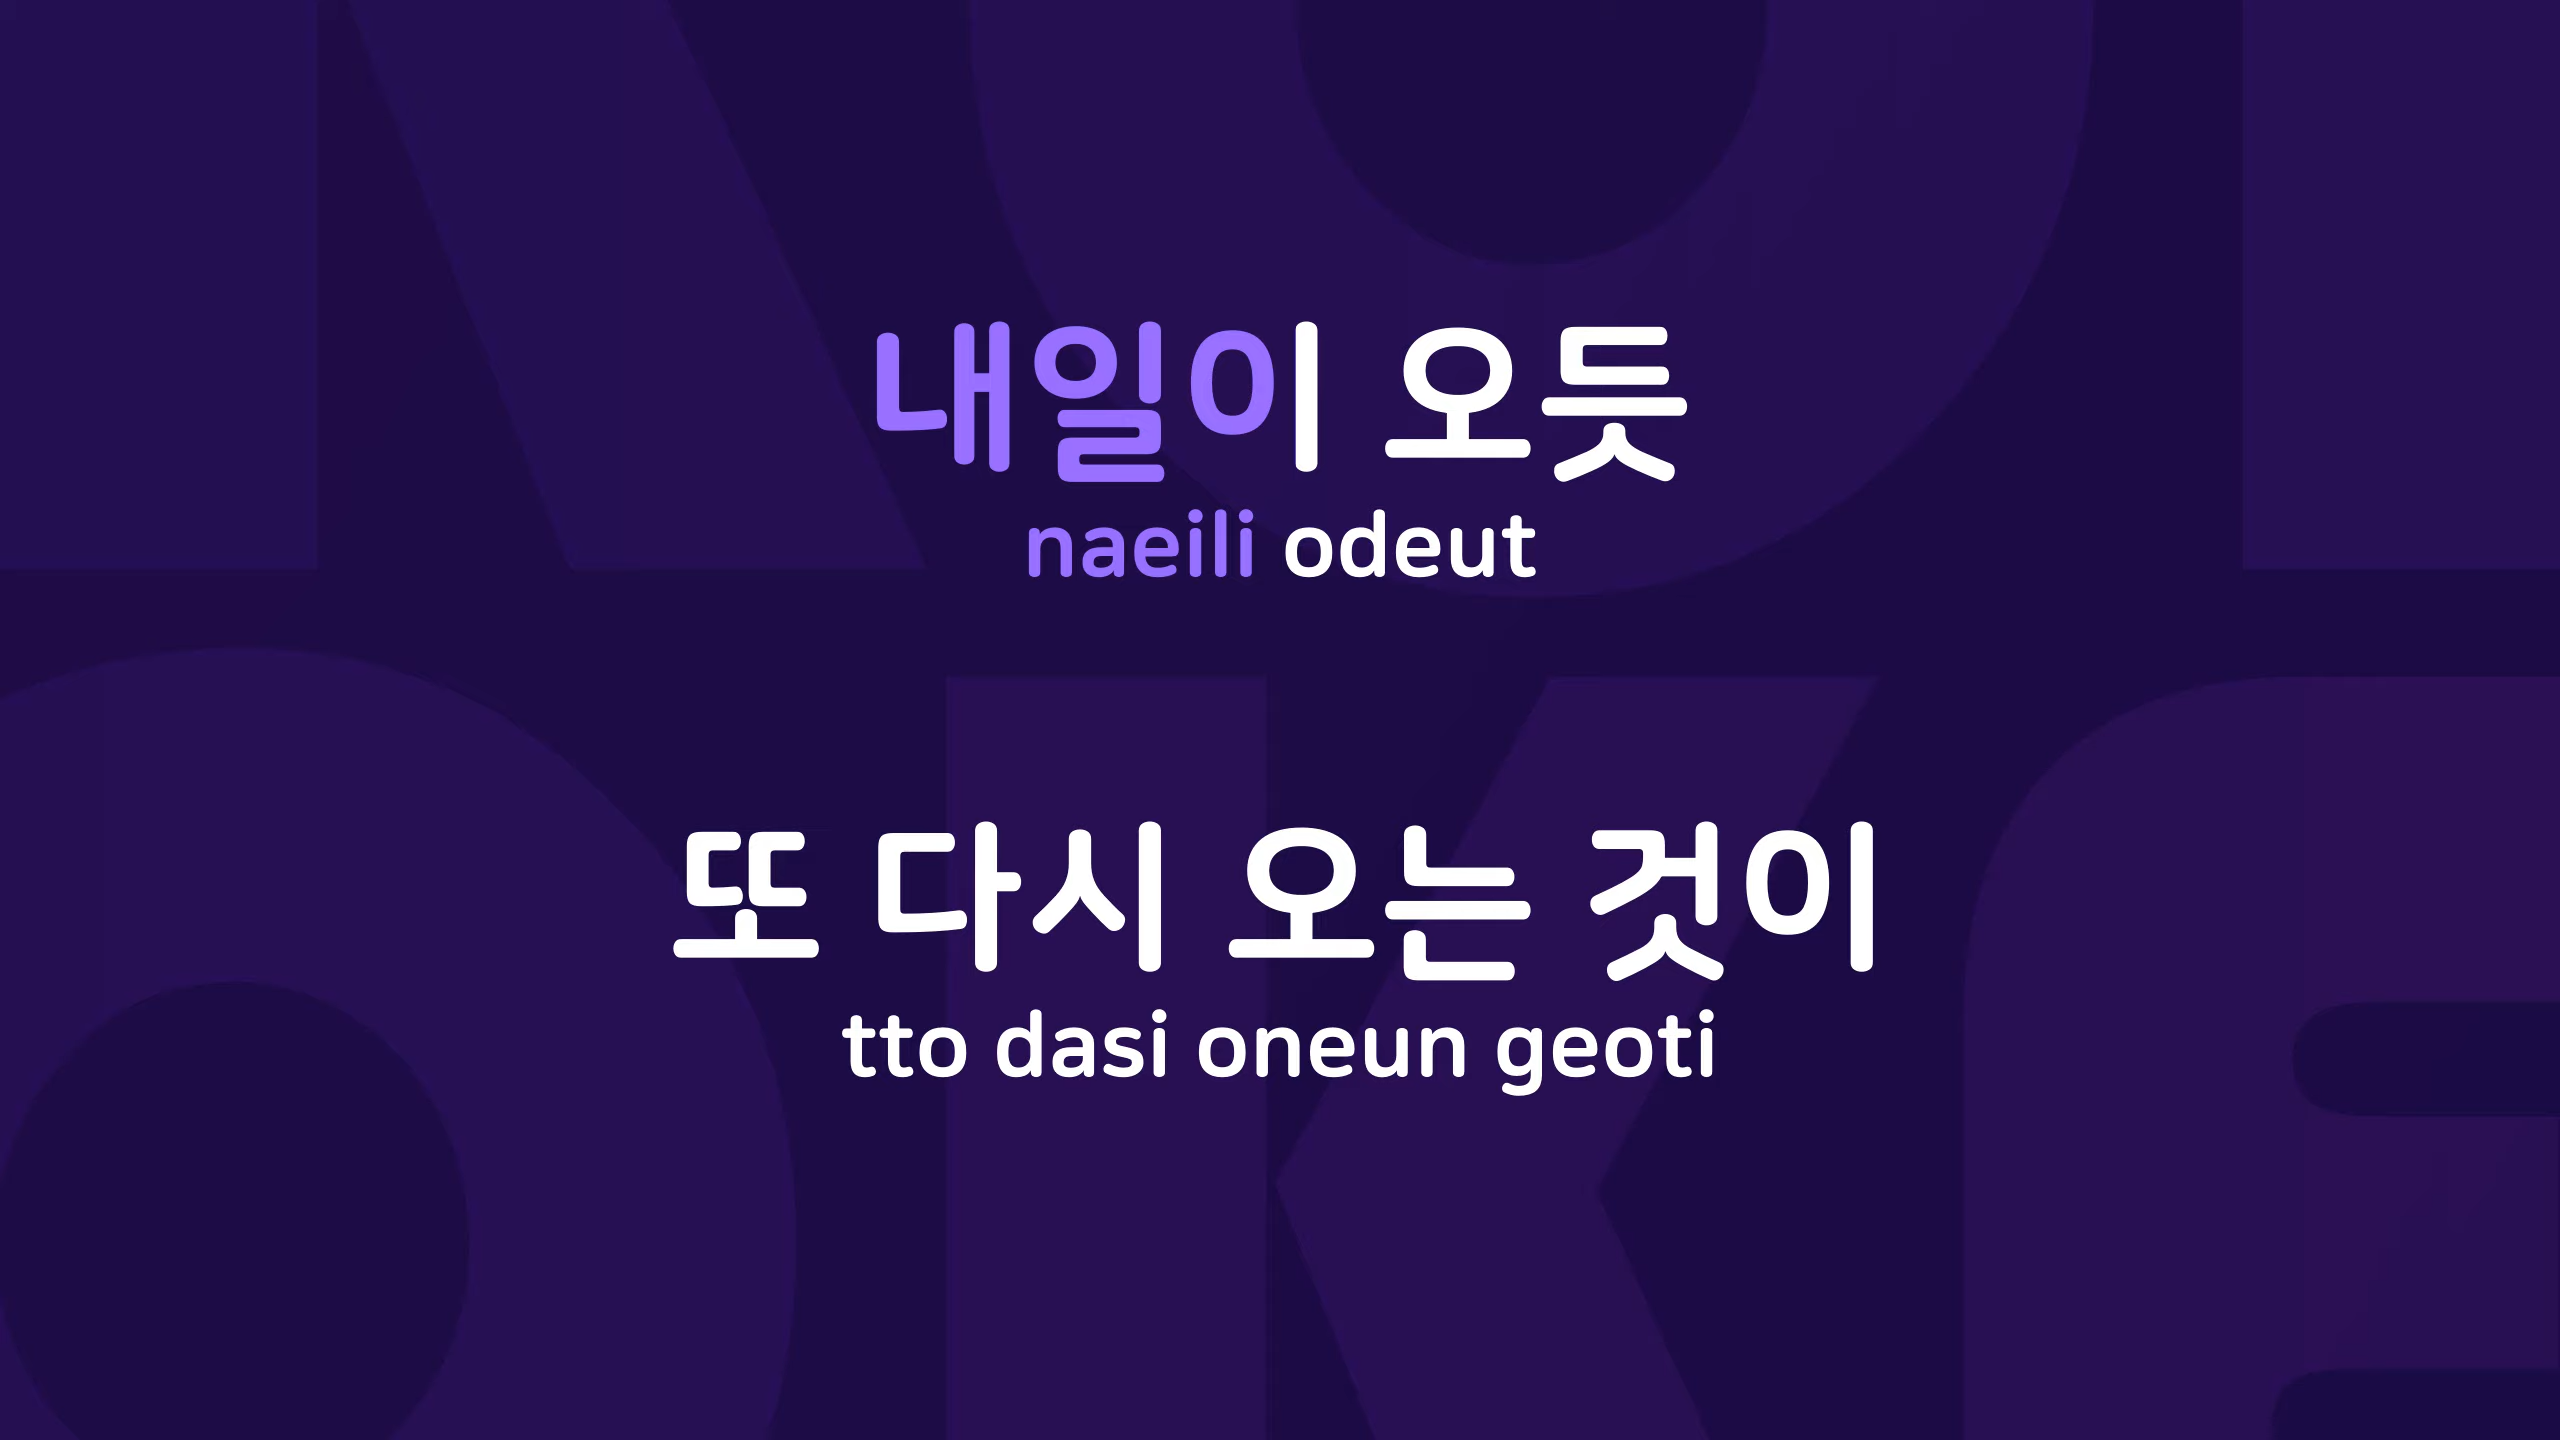 내일이 오듯
naeili odeut
또 다시 오는 것이
tto dasi oneun geoti